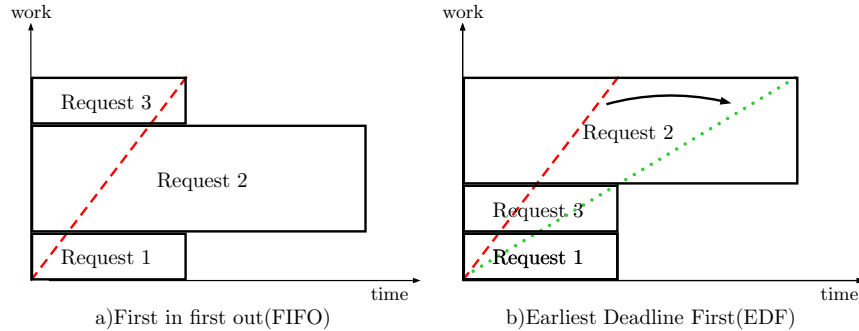 work
Request 3
Request 2
Request 1
time
a)First in first out(FIFO)
work
Request 2
Request 3
Request 1
time
b)Earliest Deadline First(EDF)